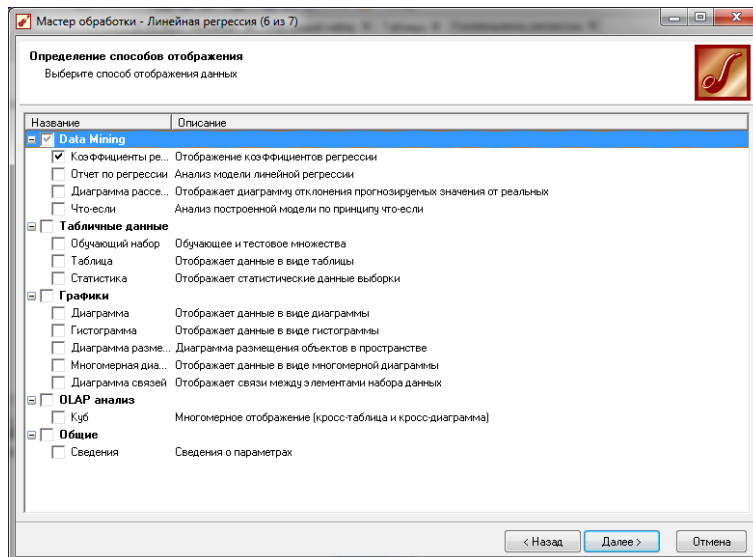 Мастер обработки - Линейная регрессия (6 из 7)
Определение способов отображения
Выберите способ отображения данных
Название Описание
Data Mining
Коэффициенты ре... Отображение коэффициентов регрессии
Отчет по регрессии Анализ модели линейной регрессии
Диаграмма рассе... Отображает диаграмму отклонения прогнозируемых значения от реальных
Что-если Анализ построенной модели по принципу что-если
Табличные данные
Обучающий набор Обучающее и тестовое множества
Таблица Отображает данные в виде таблицы
Статистика Отображает статистические данные выборки
Графики
Диаграмма Отображает данные в виде диаграммы
Гистограмма Отображает данные в виде гистограммы
Диаграмма разме... Диаграмма размещения объектов в пространстве
Многомерная диа... Отображает данные в виде многомерной диаграммы
Диаграмма связей Отображает связи между элементами набора данных
OLAP анализ
Куб Многомерное отображение (кросс-таблица и кросс-диаграмма)
Общие
Сведения Сведения о параметрах
< Назад Далее > Отмена